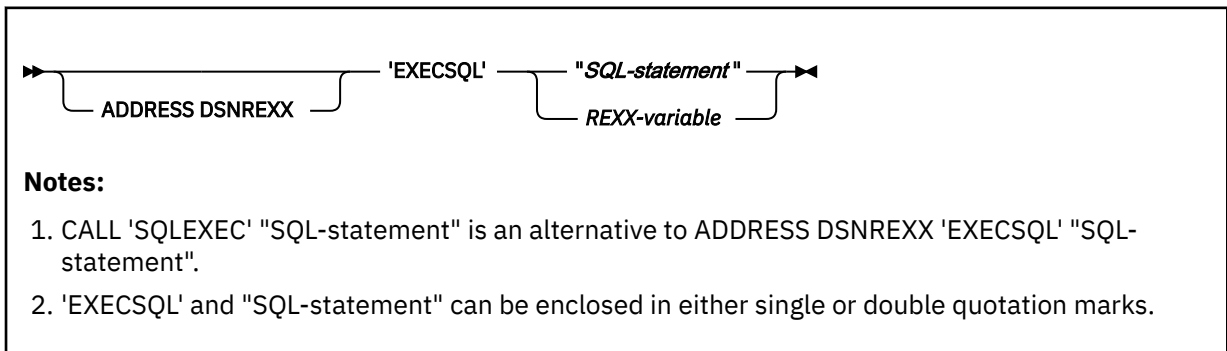 'EXECSQL' "SQL-statement"
ADDRESS DSNREXX REXX-variable
Notes:
1. CALL 'SQLEXEC' "SQL-statement" is an alternative to ADDRESS DSNREXX 'EXECSQL' "SQL-
statement".
2. 'EXECSQL' and "SQL-statement" can be enclosed in either single or double quotation marks.